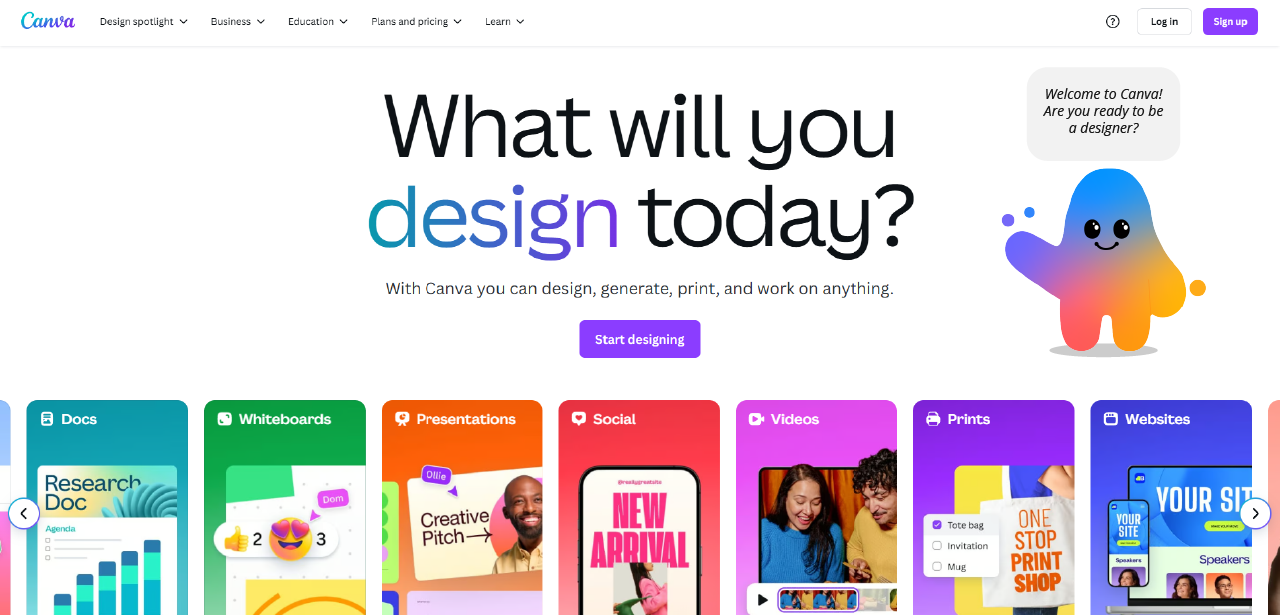 Canva
Design spotlight
Business
Education
Plans and pricing
Learn
?
Log in
Sign up
What will you
design today?
With Canva you can design, generate, print, and work on anything.
Start designing
Welcome to Canva!
Are you ready to be
a designer?
Docs
Research
Doc
Agenda
Whiteboards
Dom
2
3
Presentations
Ollie
Creative
Pitch
Social
@reallygreatsite
NEW
ARRIVAL
Videos
Prints
Tote bag
Invitation
Mug
ONE
STOP
PRINT
SHOP
Websites
YOUR SIT
YOUR
SITE
Speakers
Speakers